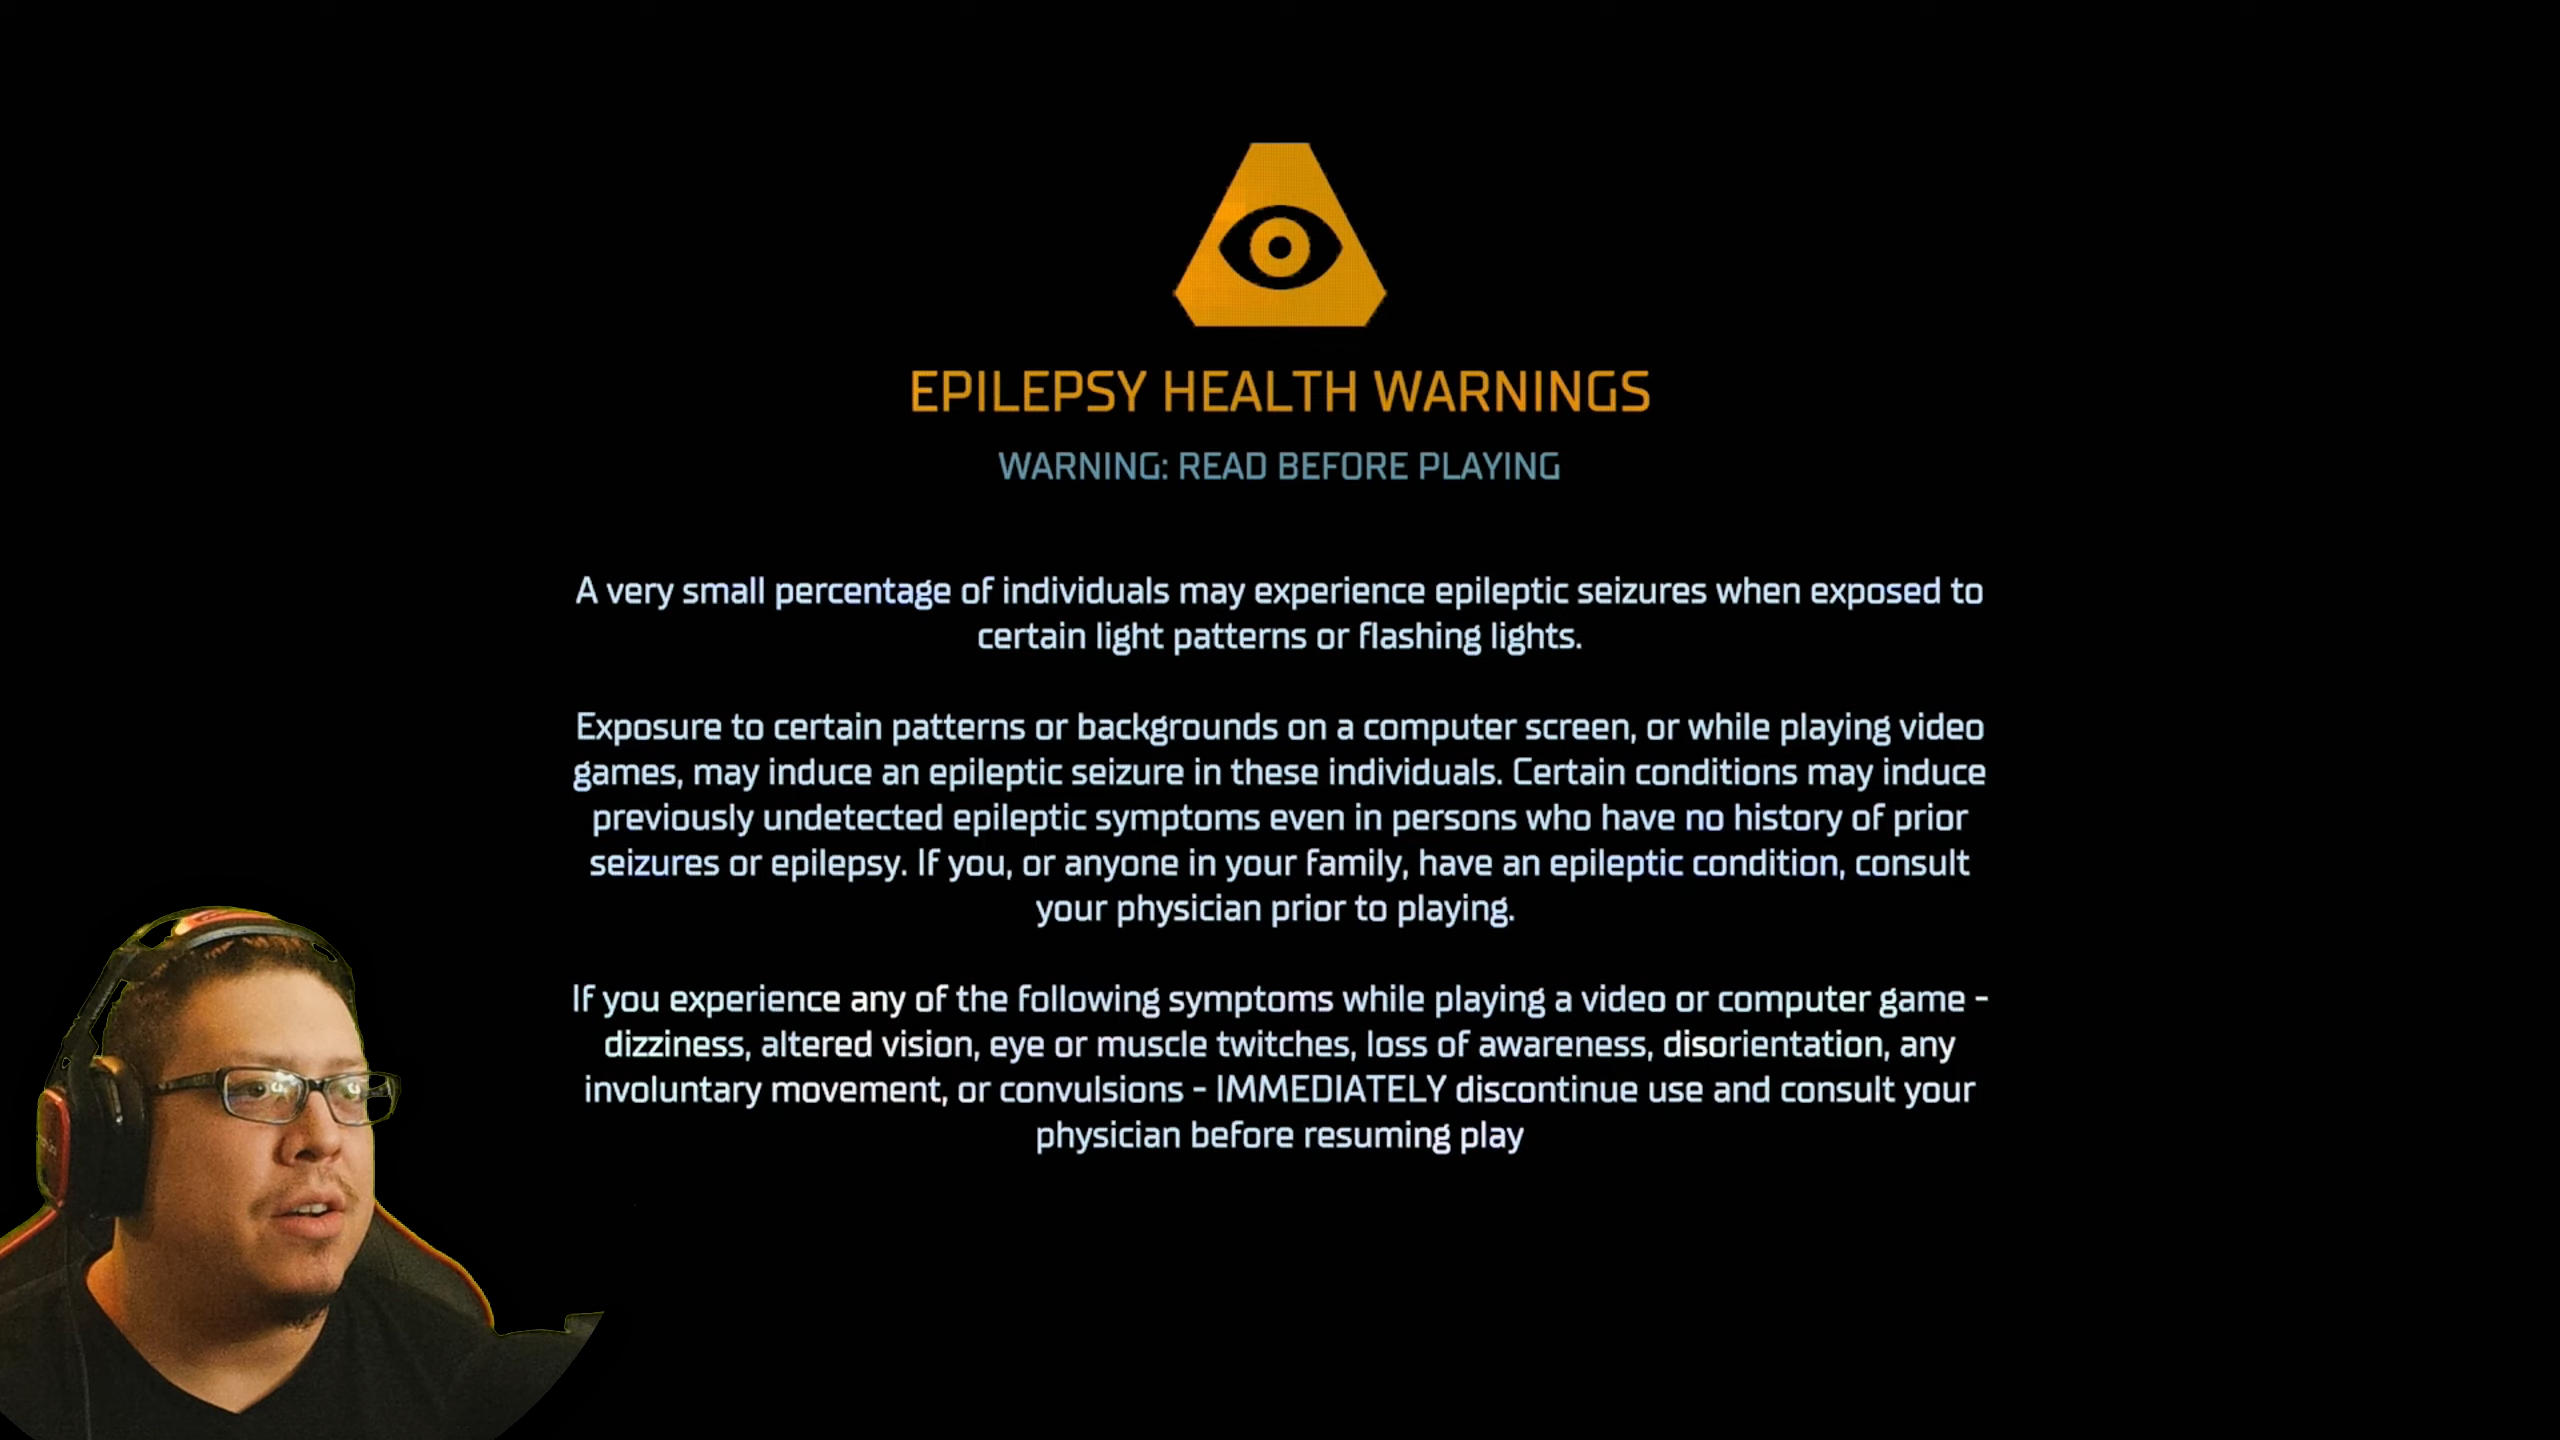 EPILEPSY HEALTH WARNINGS
WARNING: READ BEFORE PLAYING
A very small percentage of individuals may experience epileptic seizures when exposed to
certain light patterns or flashing lights.
Exposure to certain patterns or backgrounds on a computer screen, or while playing video
games, may induce an epileptic seizure in these individuals. Certain conditions may induce
previously undetected epileptic symptoms even in persons who have no history of prior
seizures or epilepsy. If you, or anyone in your family, have an epileptic condition, consult
your physician prior to playing.
If you experience any of the following symptoms while playing a video or computer game -
dizziness, altered vision, eye or muscle twitches, loss of awareness, disorientation, any
involuntary movement, or convulsions - IMMEDIATELY discontinue use and consult your
physician before resuming play